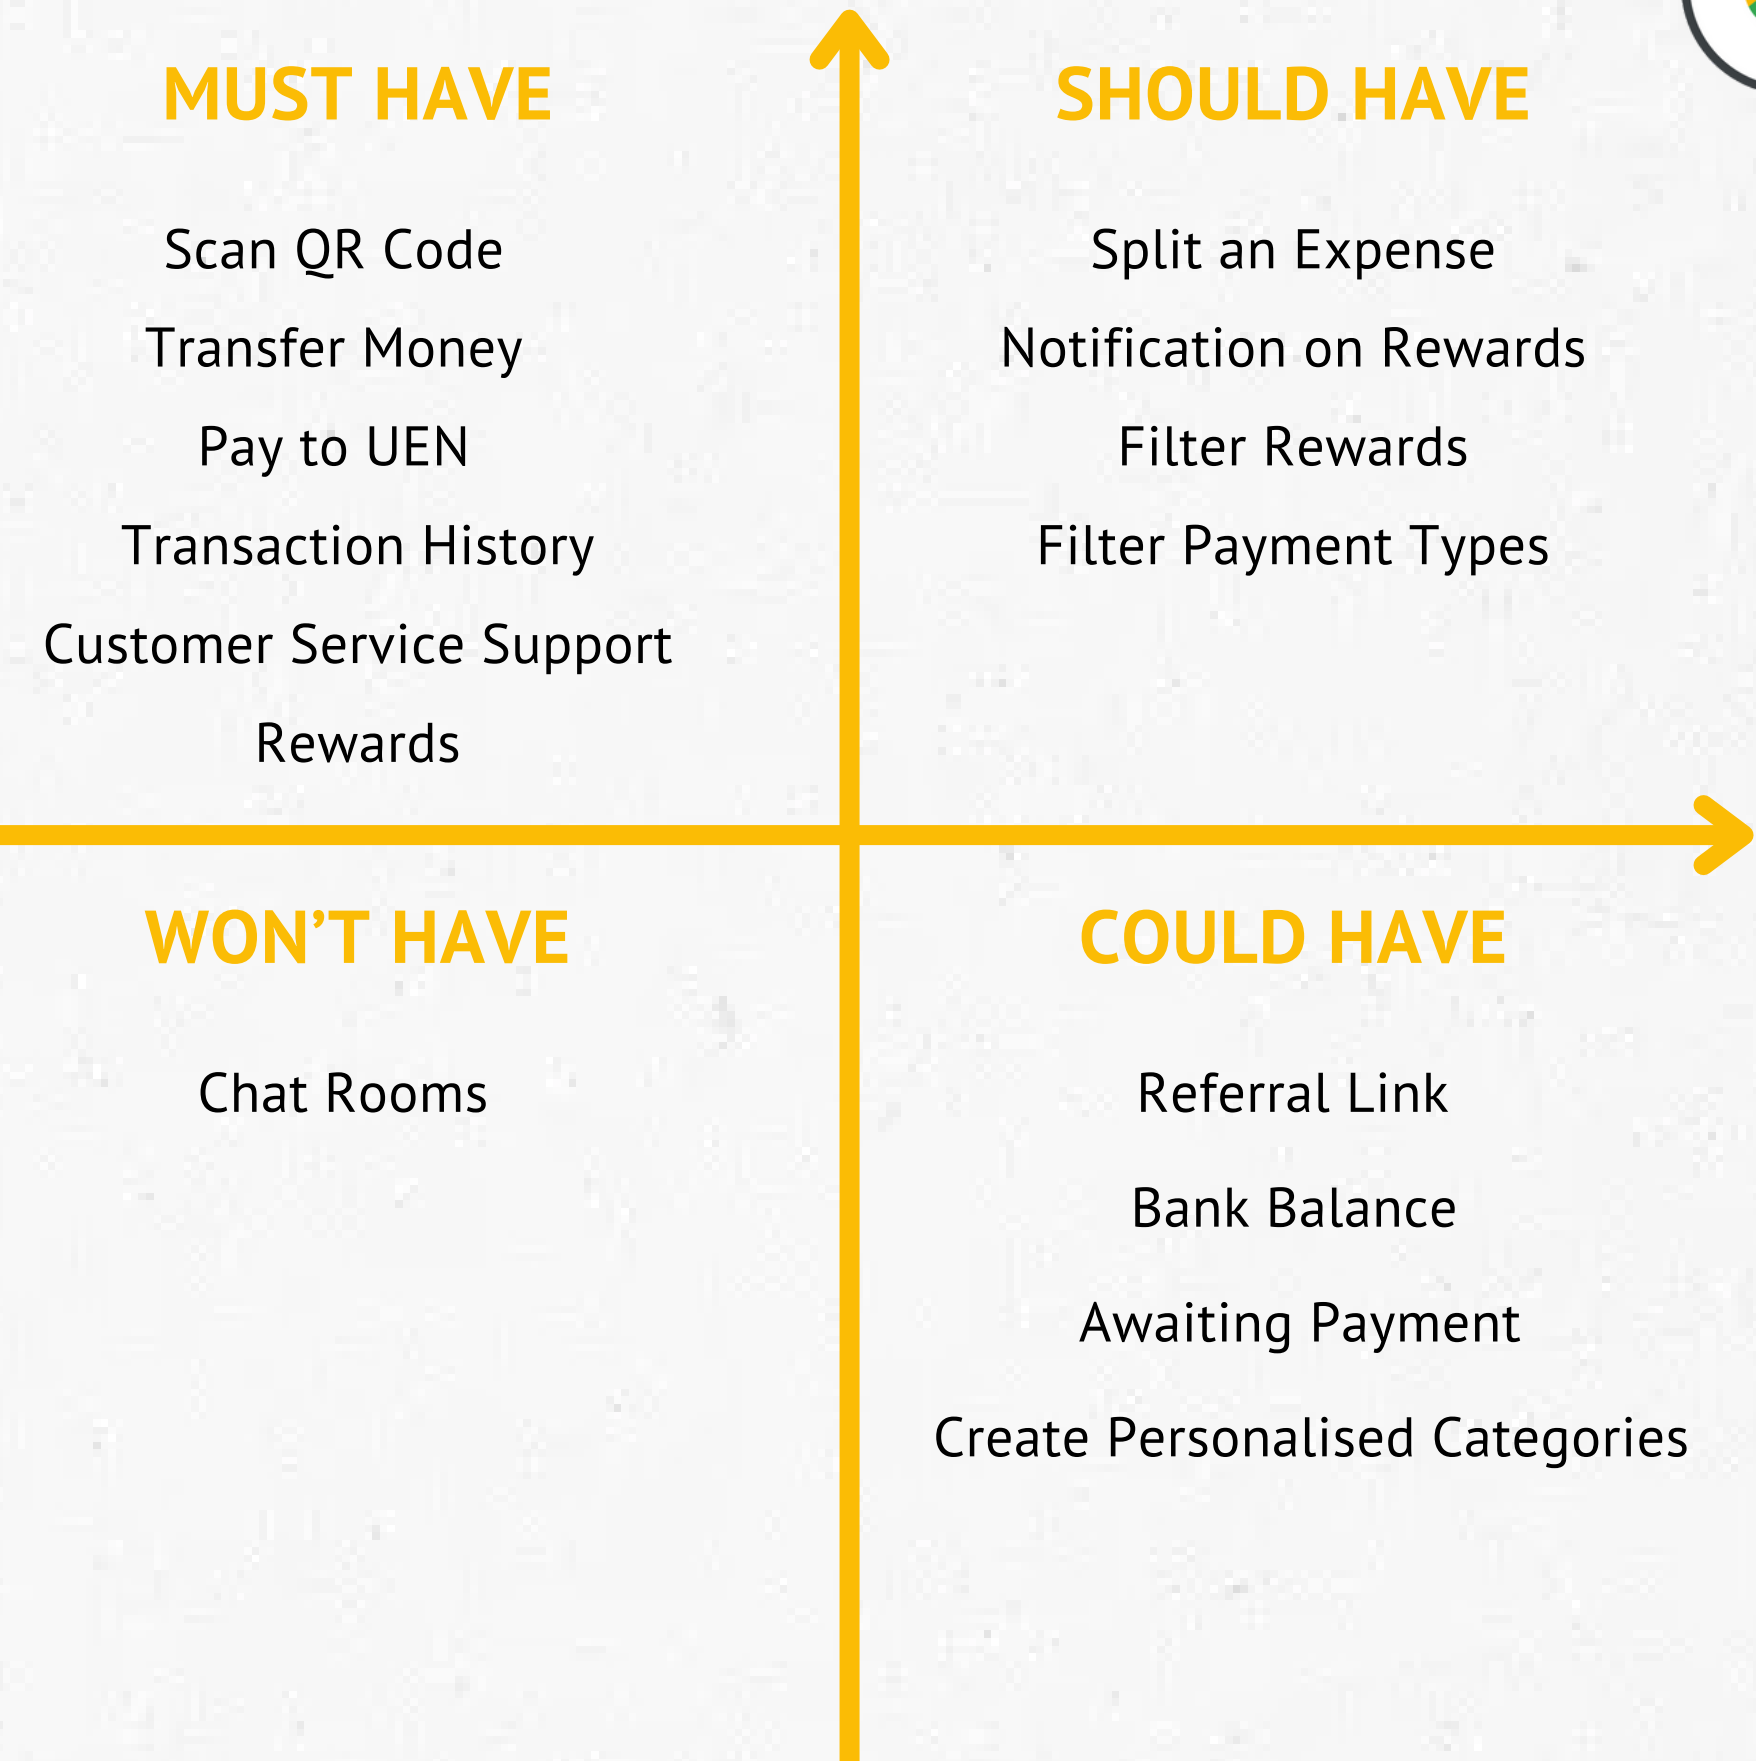 MUST HAVE
Scan QR Code
Transfer Money
Pay to UEN
Transaction History
Customer Service Support
Rewards
SHOULD HAVE
Split an Expense
Notification on Rewards
Filter Rewards
Filter Payment Types
WON’T HAVE
Chat Rooms
COULD HAVE
Referral Link
Bank Balance
Awaiting Payment
Create Personalised Categories